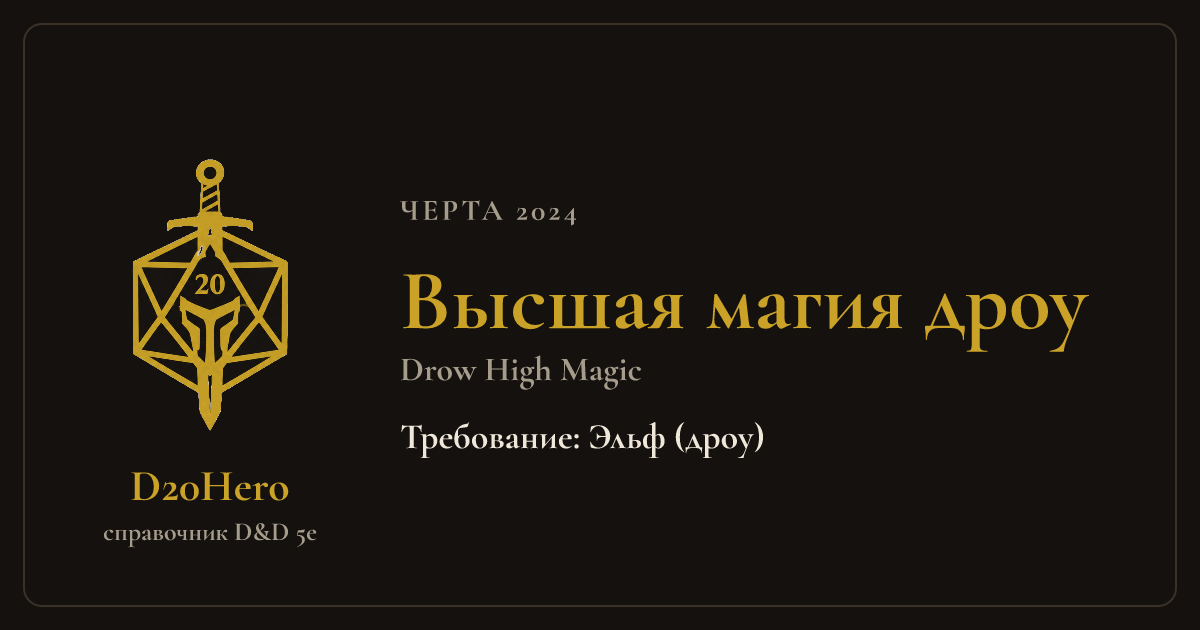 20
D20Hero
справочник D&D 5e
ЧЕРТА 2024
Высшая магия дроу
Drow High Magic
Требование: Эльф (дроу)